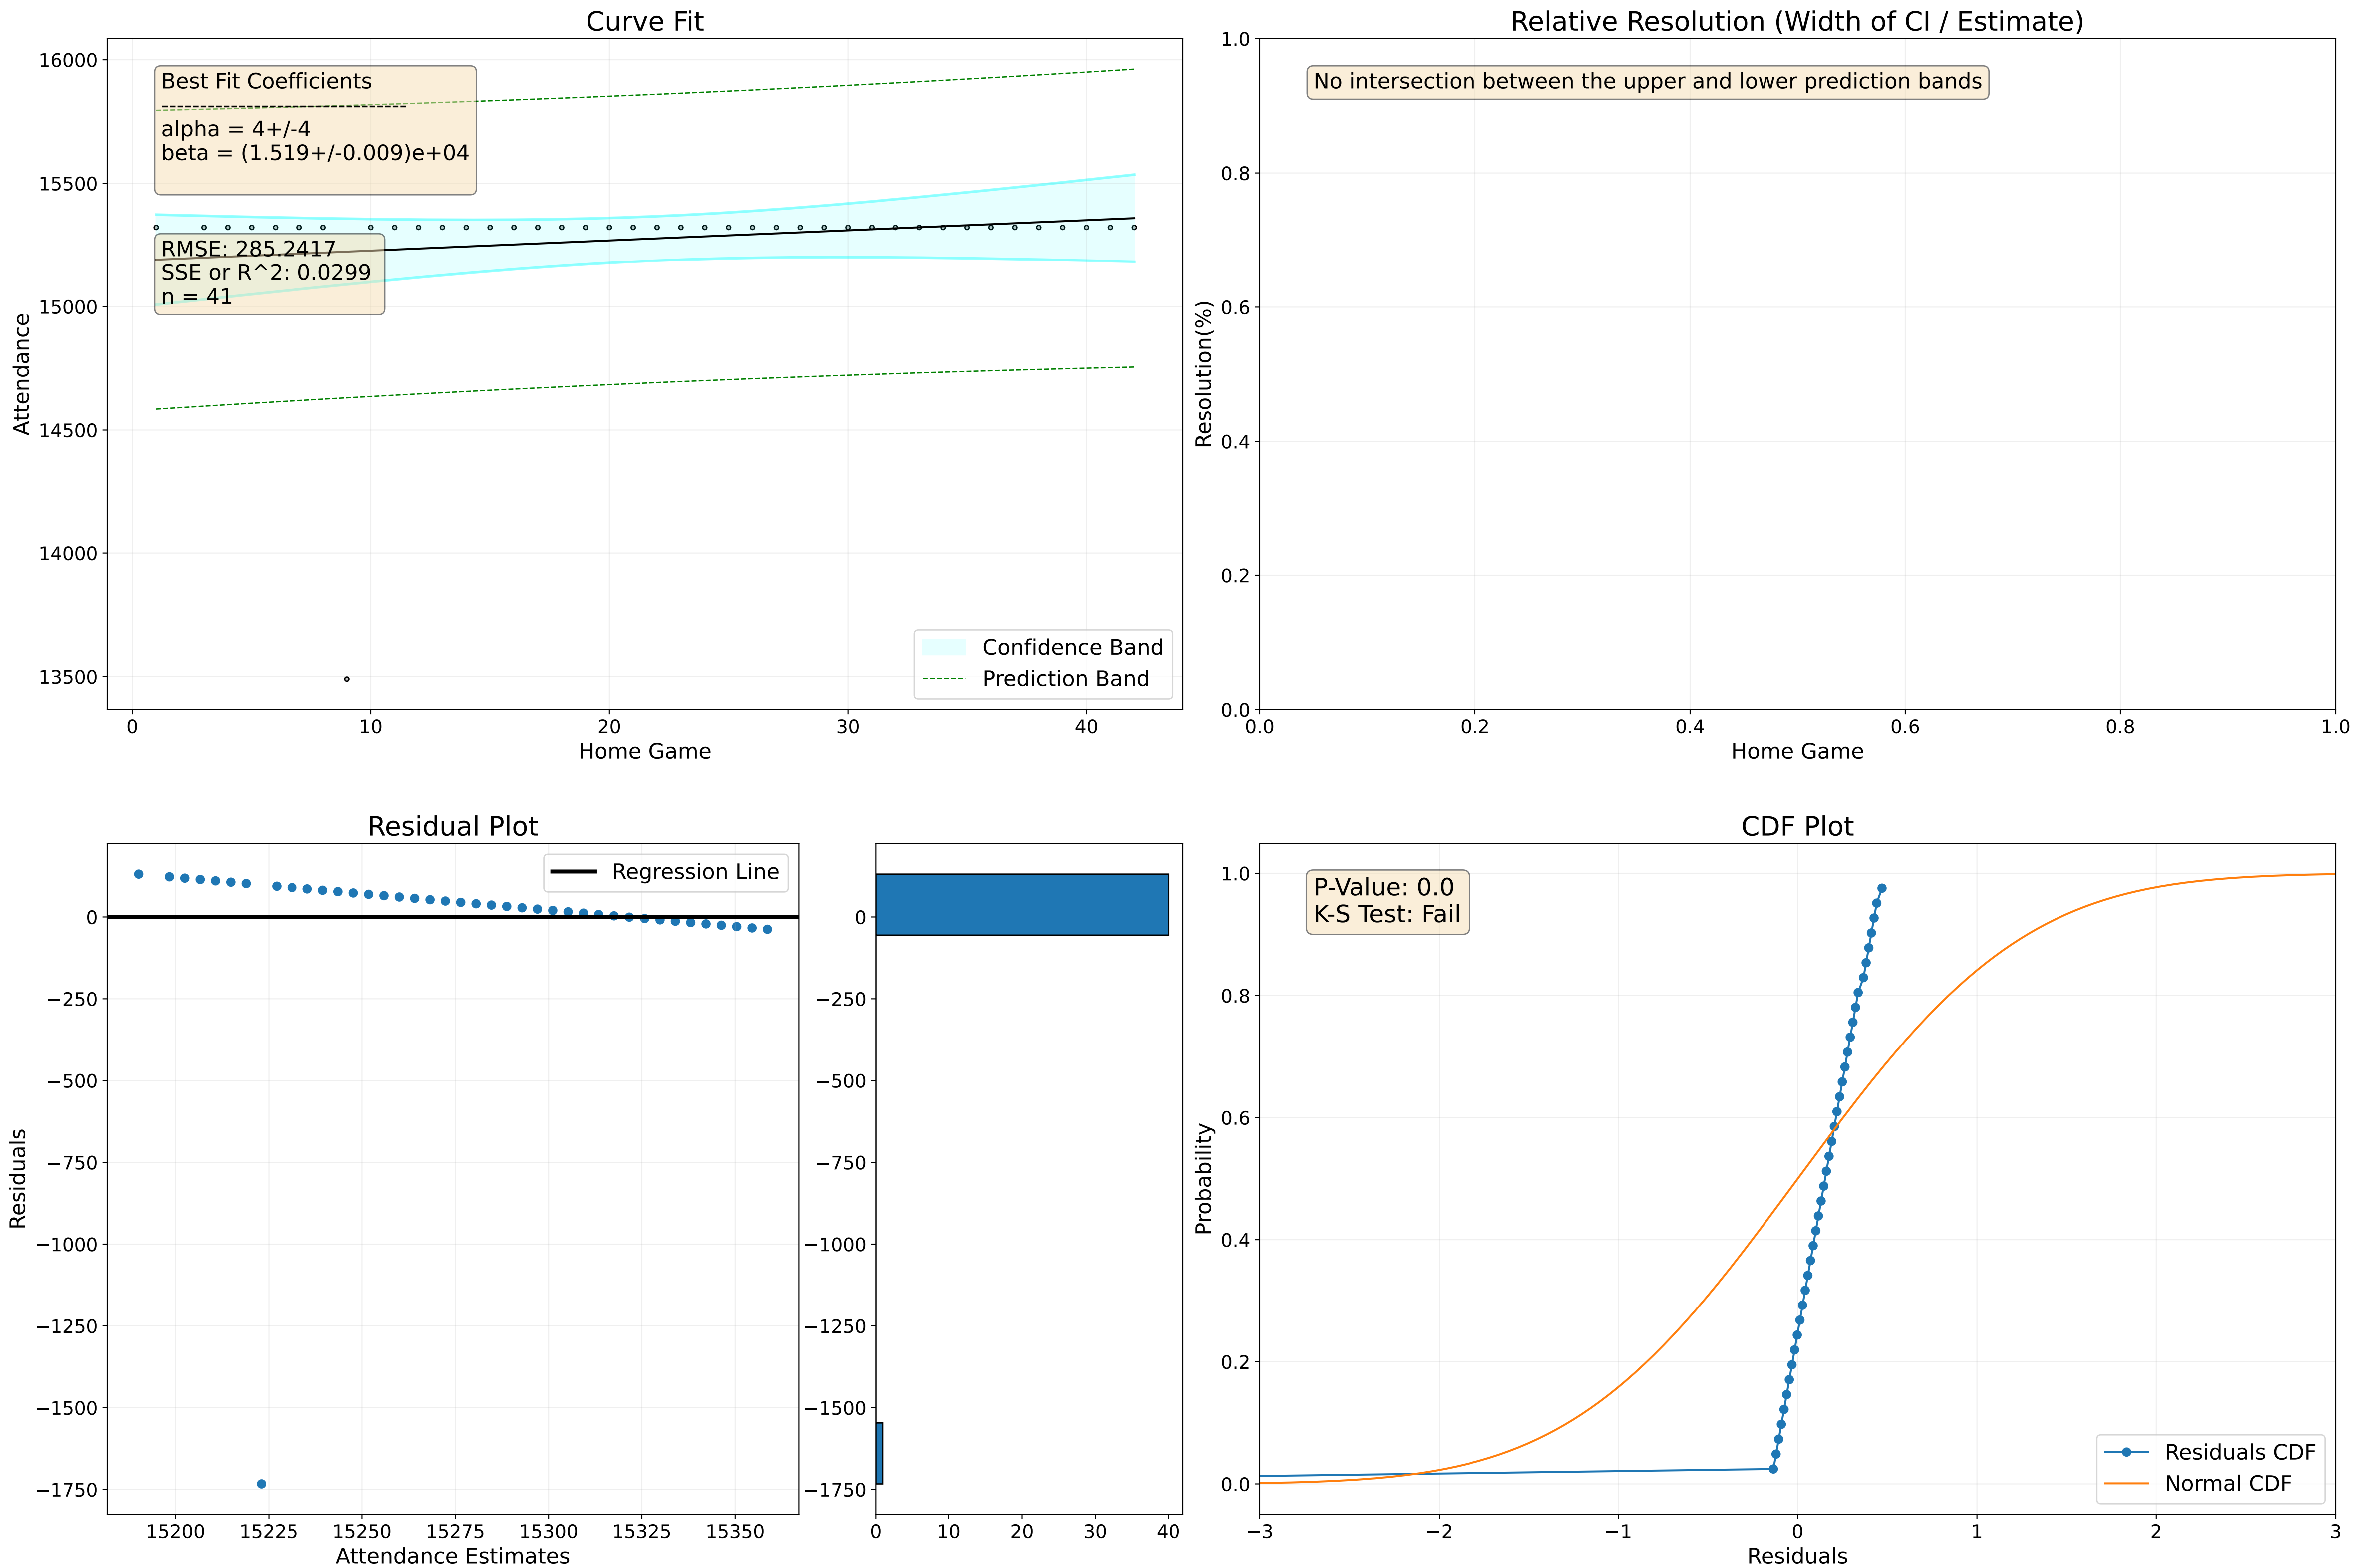 Curve Fit
16000
15500
15000
14500
14000
13500
Attendance
Best Fit Coefficients
--------------------
alpha = 4+/-4
beta = (1.519+/-0.009)e+04
RMSE: 285.2417
SSE or R^2: 0.0299
n = 41
Confidence Band
Prediction Band
0 10 20 30 40
Home Game
Relative Resolution (Width of CI / Estimate)
1.0
0.8
0.6
0.4
0.2
0.0
Resolution(%)
No intersection between the upper and lower prediction bands
0.0 0.2 0.4 0.6 0.8 1.0
Home Game
Residual Plot
Regression Line
0
−250
−500
−750
−1000
−1250
−1500
−1750
Residuals
15200 15225 15250 15275 15300 15325 15350
Attendance Estimates
0
−250
−500
−750
−1000
−1250
−1500
−1750
0 10 20 30 40
CDF Plot
1.0
0.8
0.6
0.4
0.2
0.0
Probability
P-Value: 0.0
K-S Test: Fail
Residuals CDF
Normal CDF
−3 −2 −1 0 1 2 3
Residuals